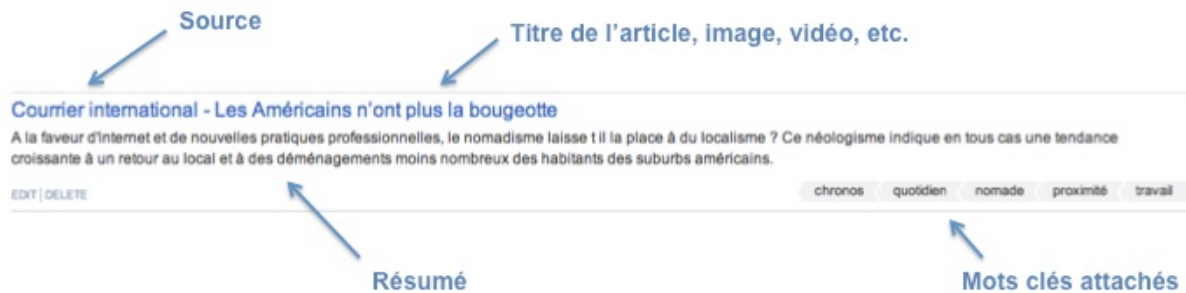 Source
Titre de l'article, image, vidéo, etc.
Courrier international - Les Américains n'ont plus la bougeotte
A la faveur d'Internet et de nouvelles pratiques professionnelles, le nomadisme laisse t il la place à du localisme ? Ce néologisme indique en tous cas une tendance
croissante à un retour au local et à des déménagements moins nombreux des habitants des suburbs américains.
EDIT | DELETE
chronos quotidien nomade proximité travail
Résumé
Mots clés attachés